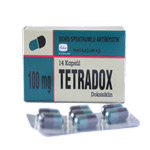 GENİŞ SPEKTRUMLU ANTİBİYOTİK
14 Kapsül
100 mg
TETRADOX
Doksisiklin